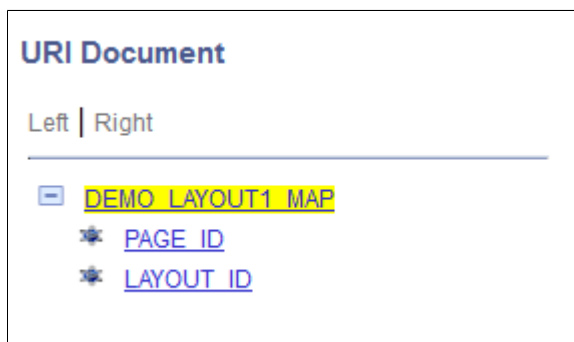 URI Document
Left | Right
DEMO_LAYOUT1_MAP
PAGE_ID
LAYOUT_ID